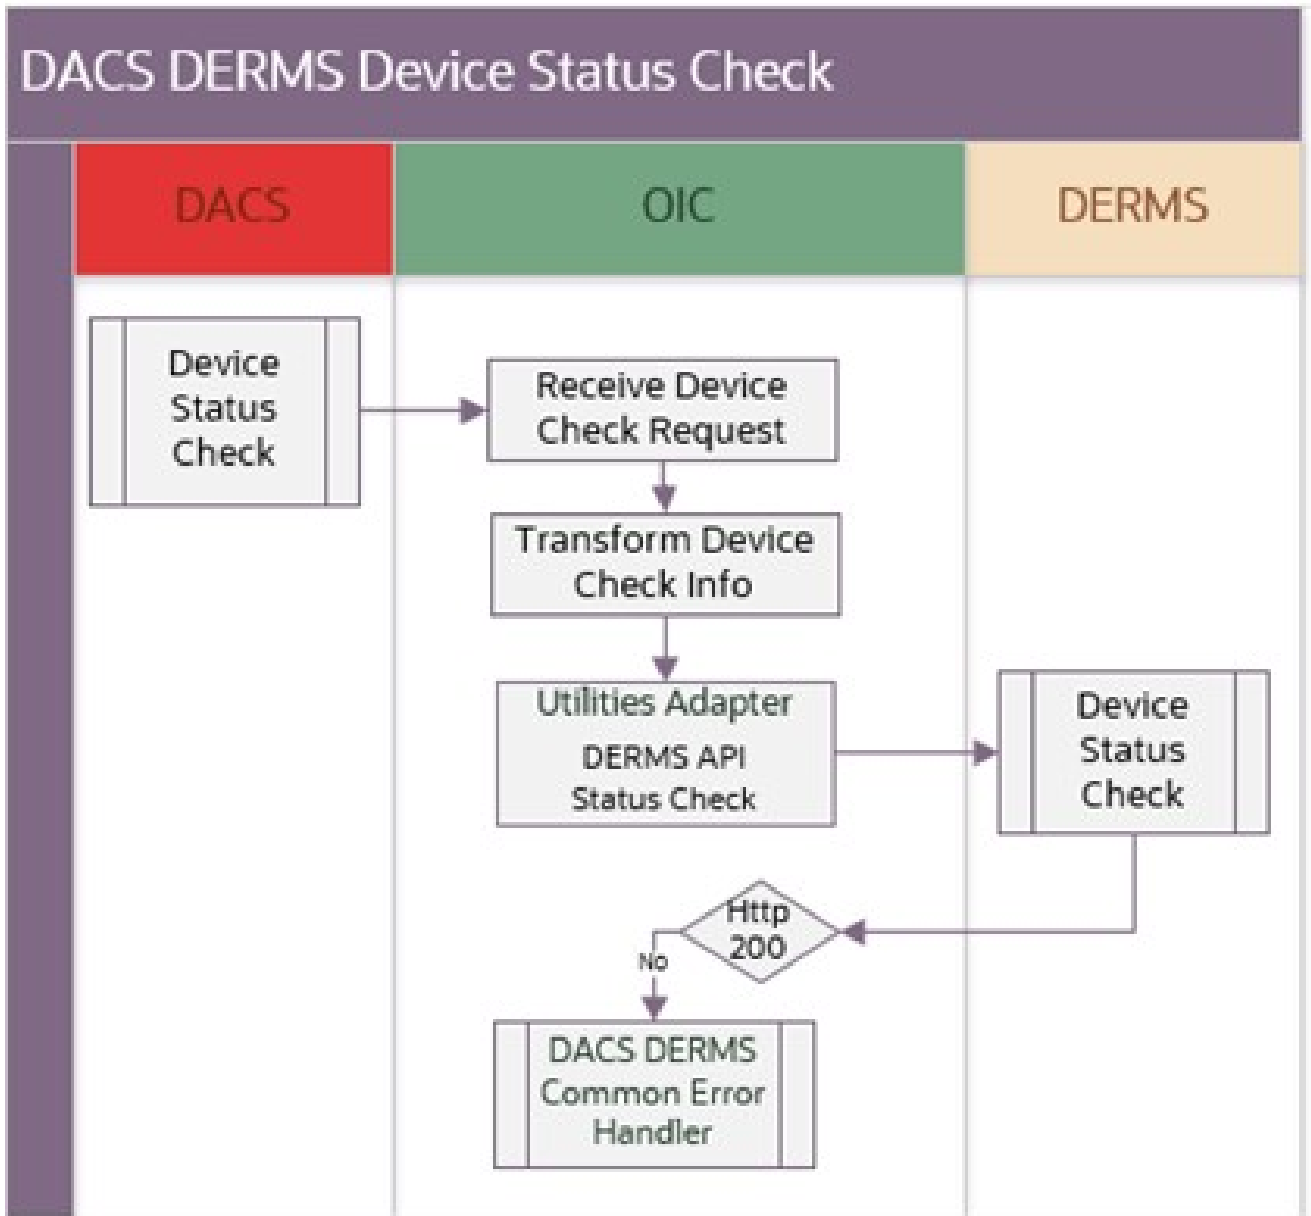 DACS DERMS Device Status Check
DACS
OIC
DERMS
Device
Status
Check
Receive Device
Check Request
Transform Device
Check Info
Utilities Adapter
DERMS API
Status Check
Device
Status
Check
Http
200
No
DACS DERMS
Common Error
Handler